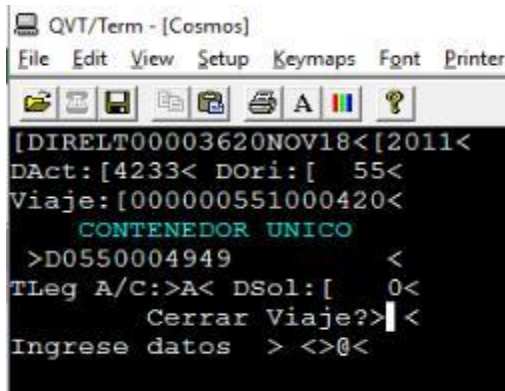 QVT/Term - [Cosmos]
File Edit View Setup Keymaps Font Printer
A ?
[DIRELT00003620NOV18<[2011<
DAct:[4233< DOri:[ 55<
Viaje:[000000551000420<
CONTENEDOR UNICO
>D0550004949 <
TLeg A/C:>A< DSol:[ 0<
Cerrar Viaje?> <
Ingrese datos > <>@<